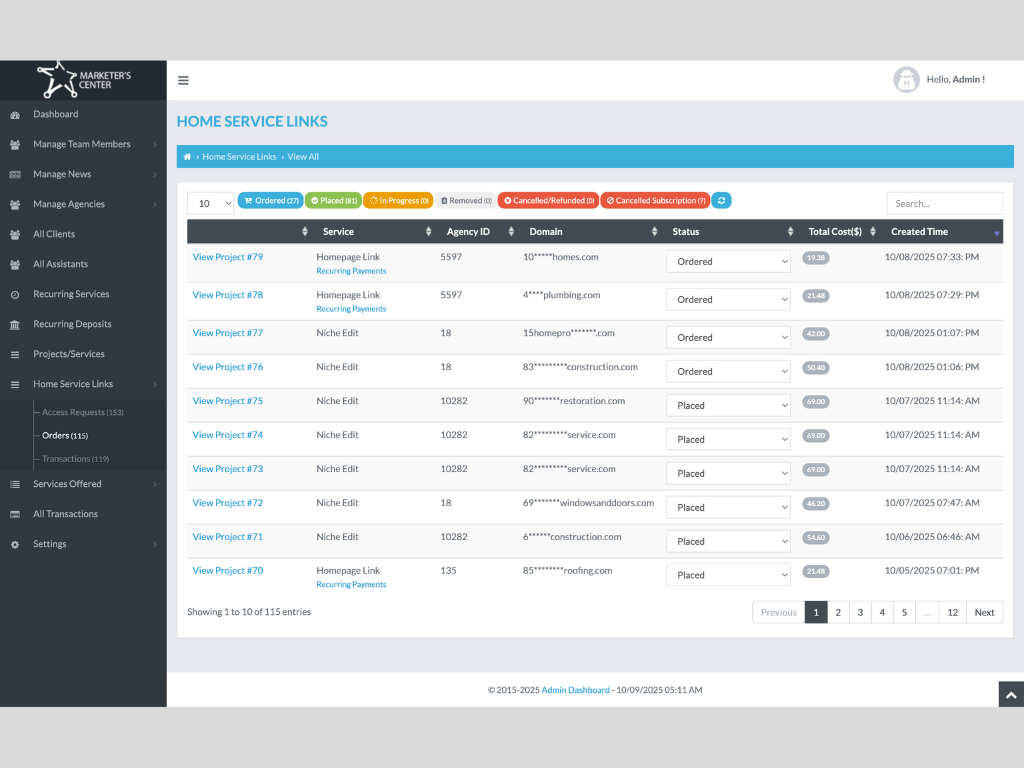 MARKETER'S
CENTER
Hello, Admin !
Dashboard
Manage Team Members
Manage News
Manage Agencies
All Clients
All Assistants
Recurring Services
Recurring Deposits
Projects/Services
Home Service Links
Access Requests (153)
Orders (115)
Transactions (119)
Services Offered
All Transactions
Settings
HOME SERVICE LINKS
› Home Service Links › View All
10 Ordered (27) Placed (81) In Progress (0) Removed (0) Cancelled/Refunded (0) Cancelled Subscription (7) Search...
Service Agency ID Domain Status Total Cost($) Created Time
View Project #79 Homepage Link 5597 10*****homes.com Ordered 19.38 10/08/2025 07:33: PM
Recurring Payments
View Project #78 Homepage Link 5597 4****plumbing.com Ordered 21.48 10/08/2025 07:29: PM
Recurring Payments
View Project #77 Niche Edit 18 15homepro*******.com Ordered 42.00 10/08/2025 01:07: PM
View Project #76 Niche Edit 18 83*********construction.com Ordered 50.40 10/08/2025 01:06: PM
View Project #75 Niche Edit 10282 90*******restoration.com Placed 69.00 10/07/2025 11:14: AM
View Project #74 Niche Edit 10282 82*********service.com Placed 69.00 10/07/2025 11:14: AM
View Project #73 Niche Edit 10282 82*********service.com Placed 69.00 10/07/2025 11:14: AM
View Project #72 Niche Edit 18 69*******windowsanddoors.com Placed 46.20 10/07/2025 07:47: AM
View Project #71 Niche Edit 10282 6******construction.com Placed 54.60 10/06/2025 06:46: AM
View Project #70 Homepage Link 135 85********roofing.com Placed 21.48 10/05/2025 07:01: PM
Recurring Payments
Showing 1 to 10 of 115 entries
Previous 1 2 3 4 5 ... 12 Next
© 2015-2025 Admin Dashboard - 10/09/2025 05:11 AM